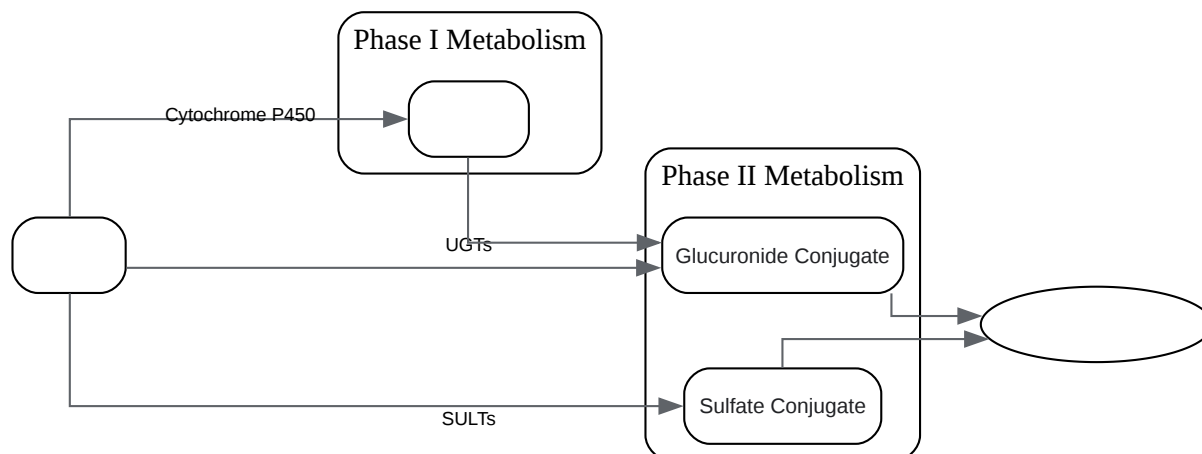 Phase I Metabolism
Cytochrome P450
Phase II Metabolism
UGTs
Glucuronide Conjugate
Sulfate Conjugate
SULTs